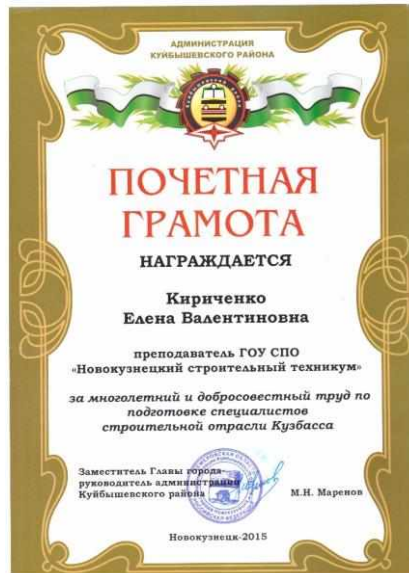 АДМИНИСТРАЦИЯ
КУЙБЫШЕВСКОГО РАЙОНА
ПОЧЕТНАЯ
ГРАМОТА
НАГРАЖДАЕТСЯ
Кириченко
Елена Валентиновна
преподаватель ГОУ СПО
«Новокузнецкий строительный техникум»
за многолетний и добросовестный труд по
подготовке специалистов
строительной отрасли Кузбасса
Заместитель Главы города-
руководитель администрации
Куйбышевского района
М.Н. Маренов
Новокузнецк-2015